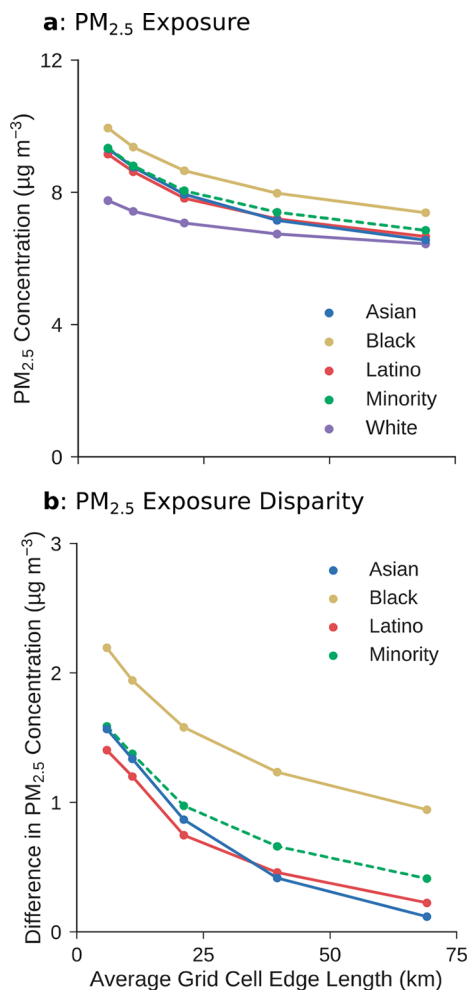 a: PM₂.₅ Exposure
PM₂.₅ Concentration (µg m⁻³)
12
8
4
0
Asian
Black
Latino
Minority
White
b: PM₂.₅ Exposure Disparity
Difference in PM₂.₅ Concentration (µg m⁻³)
3
2
1
0
Asian
Black
Latino
Minority
0 25 50 75
Average Grid Cell Edge Length (km)